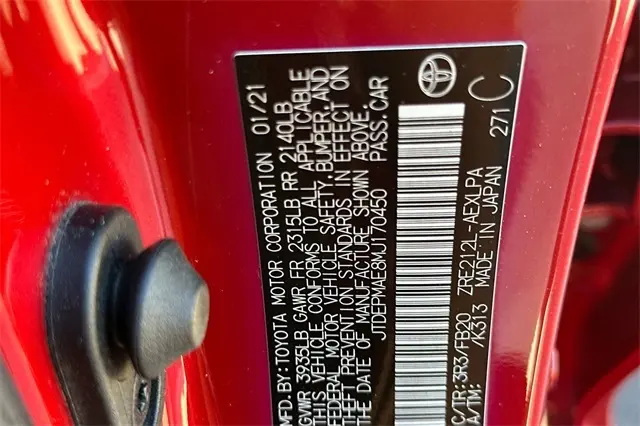 MFD.BY:TOYOTA MOTOR CORPORATION 01/21
GVWR 3935LB GAWR FR 2315LB RR 2140LB
THIS VEHICLE CONFORMS TO ALL APPLICABLE
FEDERAL MOTOR VEHICLE SAFETY, BUMPER, AND
THEFT PREVENTION STANDARDS IN EFFECT ON
THE DATE OF MANUFACTURE SHOWN ABOVE.
JTDEPMAE8MJ170450 PASS.CAR
C/TR:3R3/FB20 ZRE212L-AEXLPA
A/TM: /K313 MADE IN JAPAN 271 C